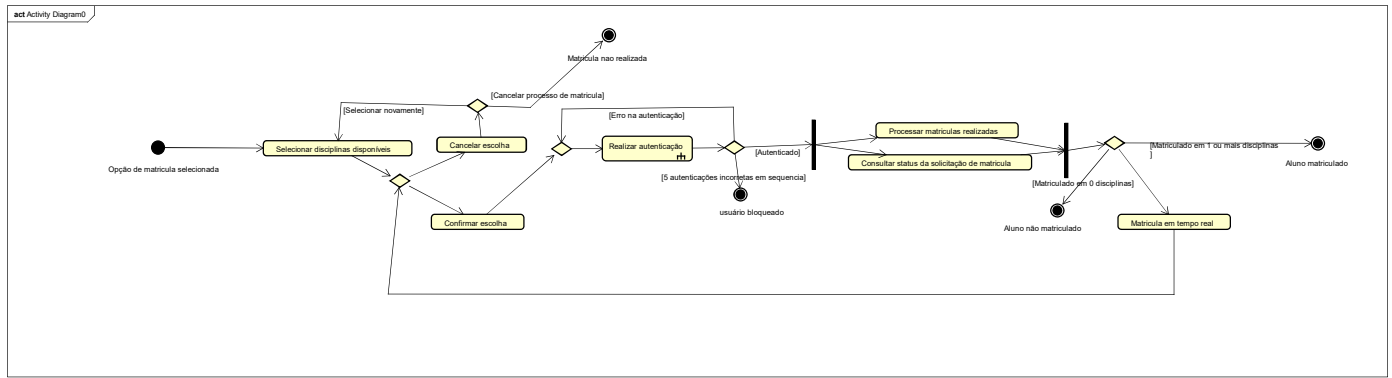 act Activity Diagram0
Matricula nao realizada
[Cancelar processo de matricula]
[Selecionar novamente]
[Erro na autenticação]
Opção de matricula selecionada
Selecionar disciplinas disponíveis
Cancelar escolha
Confirmar escolha
Realizar autenticação
[Autenticado]
[5 autenticações incorretas em sequencia]
usuário bloqueado
Processar matriculas realizadas
Consultar status da solicitação de matricula
[Matriculado em 1 ou mais disciplinas
]
Aluno matriculado
[Matriculado em 0 disciplinas]
Aluno não matriculado
Matricula em tempo real